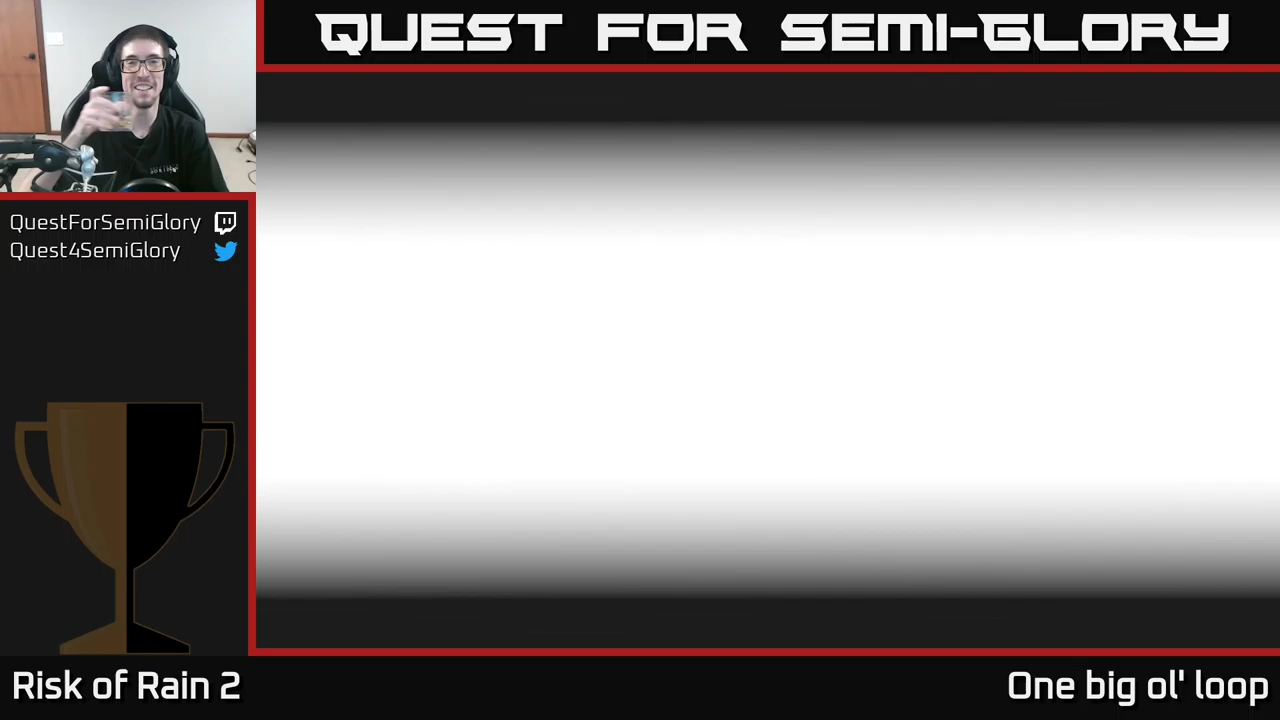 QUEST FOR SEMI-GLORY
QuestForSemiGlory
Quest4SemiGlory
Risk of Rain 2
One big ol' loop